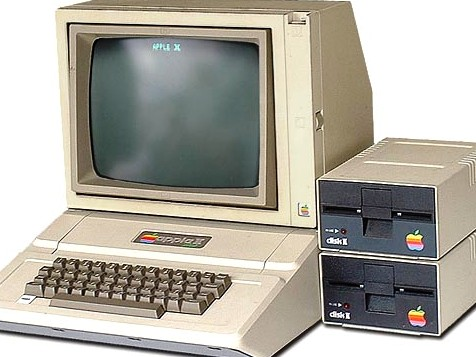 APPLE ][
apple ][
disk II
disk II